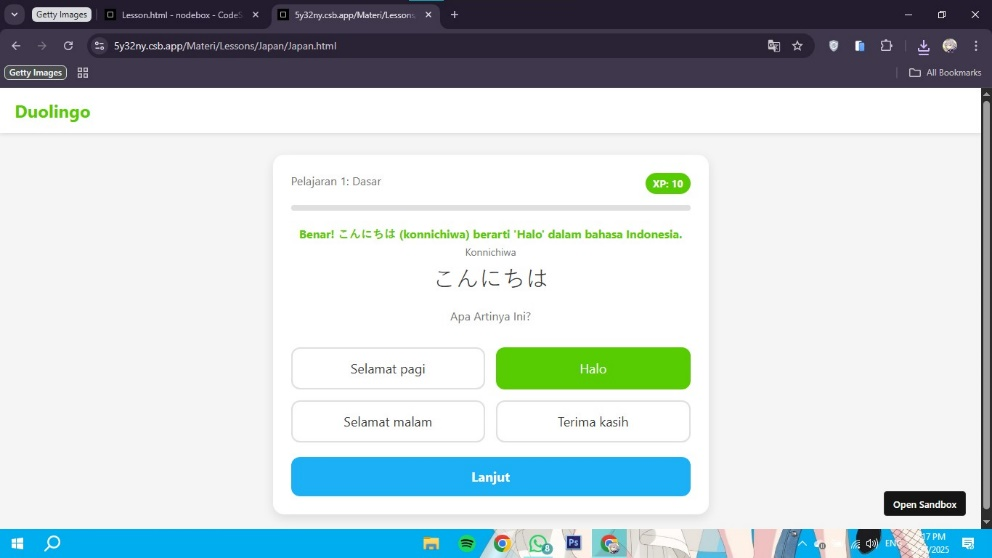 Getty Images
Lesson.html - nodebox - CodeS
5y32ny.csb.app/Materi/Lessons
5y32ny.csb.app/Materi/Lessons/Japan/Japan.html
Getty Images
All Bookmarks
Duolingo
Pelajaran 1: Dasar
XP: 10
Benar! こんにちは (konnichiwa) berarti 'Halo' dalam bahasa Indonesia.
Konnichiwa
こんにちは
Apa Artinya Ini?
Selamat pagi
Halo
Selamat malam
Terima kasih
Lanjut
Open Sandbox
8
Ps